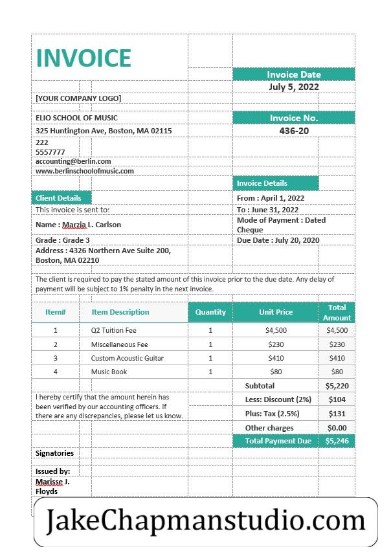 INVOICE
Invoice Date
July 5, 2022
[YOUR COMPANY LOGO]
ELIO SCHOOL OF MUSIC
Invoice No.
325 Huntington Ave, Boston, MA 02115
436-20
222
5557777
accounting@berlin.com
www.berlinschoolofmusic.com
Invoice Details
Client Details
From : April 1, 2022
This invoice is sent to:
To : June 31, 2022
Name : Marzia L. Carlson
Mode of Payment : Dated
Cheque
Grade : Grade 3
Due Date : July 20, 2020
Address : 4326 Northern Ave Suite 200,
Boston, MA 02210
The client is required to pay the stated amount of this invoice prior to the due date. Any delay of
payment will be subject to 1% penalty in the next invoice.
Item# Item Description Quantity Unit Price Total Amount
1 Q2 Tuition Fee 1 $4,500 $4,500
2 Miscellaneous Fee 1 $230 $230
3 Custom Acoustic Guitar 1 $410 $410
4 Music Book 1 $80 $80
Subtotal $5,220
I hereby certify that the amount herein has
been verified by our accounting officers. If
there are any discrepancies, please let us know.
Less: Discount (2%) $104
Plus: Tax (2.5%) $131
Other charges $0.00
Total Payment Due $5,246
Signatories
Issued by:
Marisse J.
Floyds
JakeChapmanstudio.com